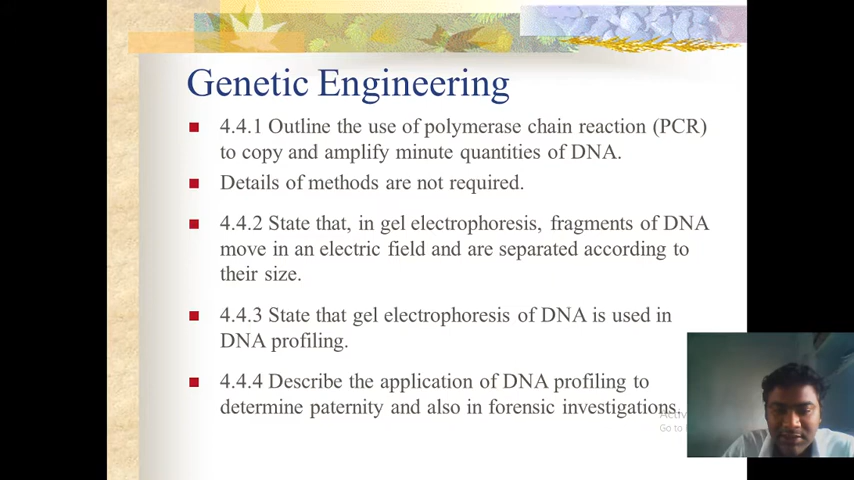 Genetic Engineering
4.4.1 Outline the use of polymerase chain reaction (PCR)
to copy and amplify minute quantities of DNA.
Details of methods are not required.
4.4.2 State that, in gel electrophoresis, fragments of DNA
move in an electric field and are separated according to
their size.
4.4.3 State that gel electrophoresis of DNA is used in
DNA profiling.
4.4.4 Describe the application of DNA profiling to
determine paternity and also in forensic investigations.
Go to